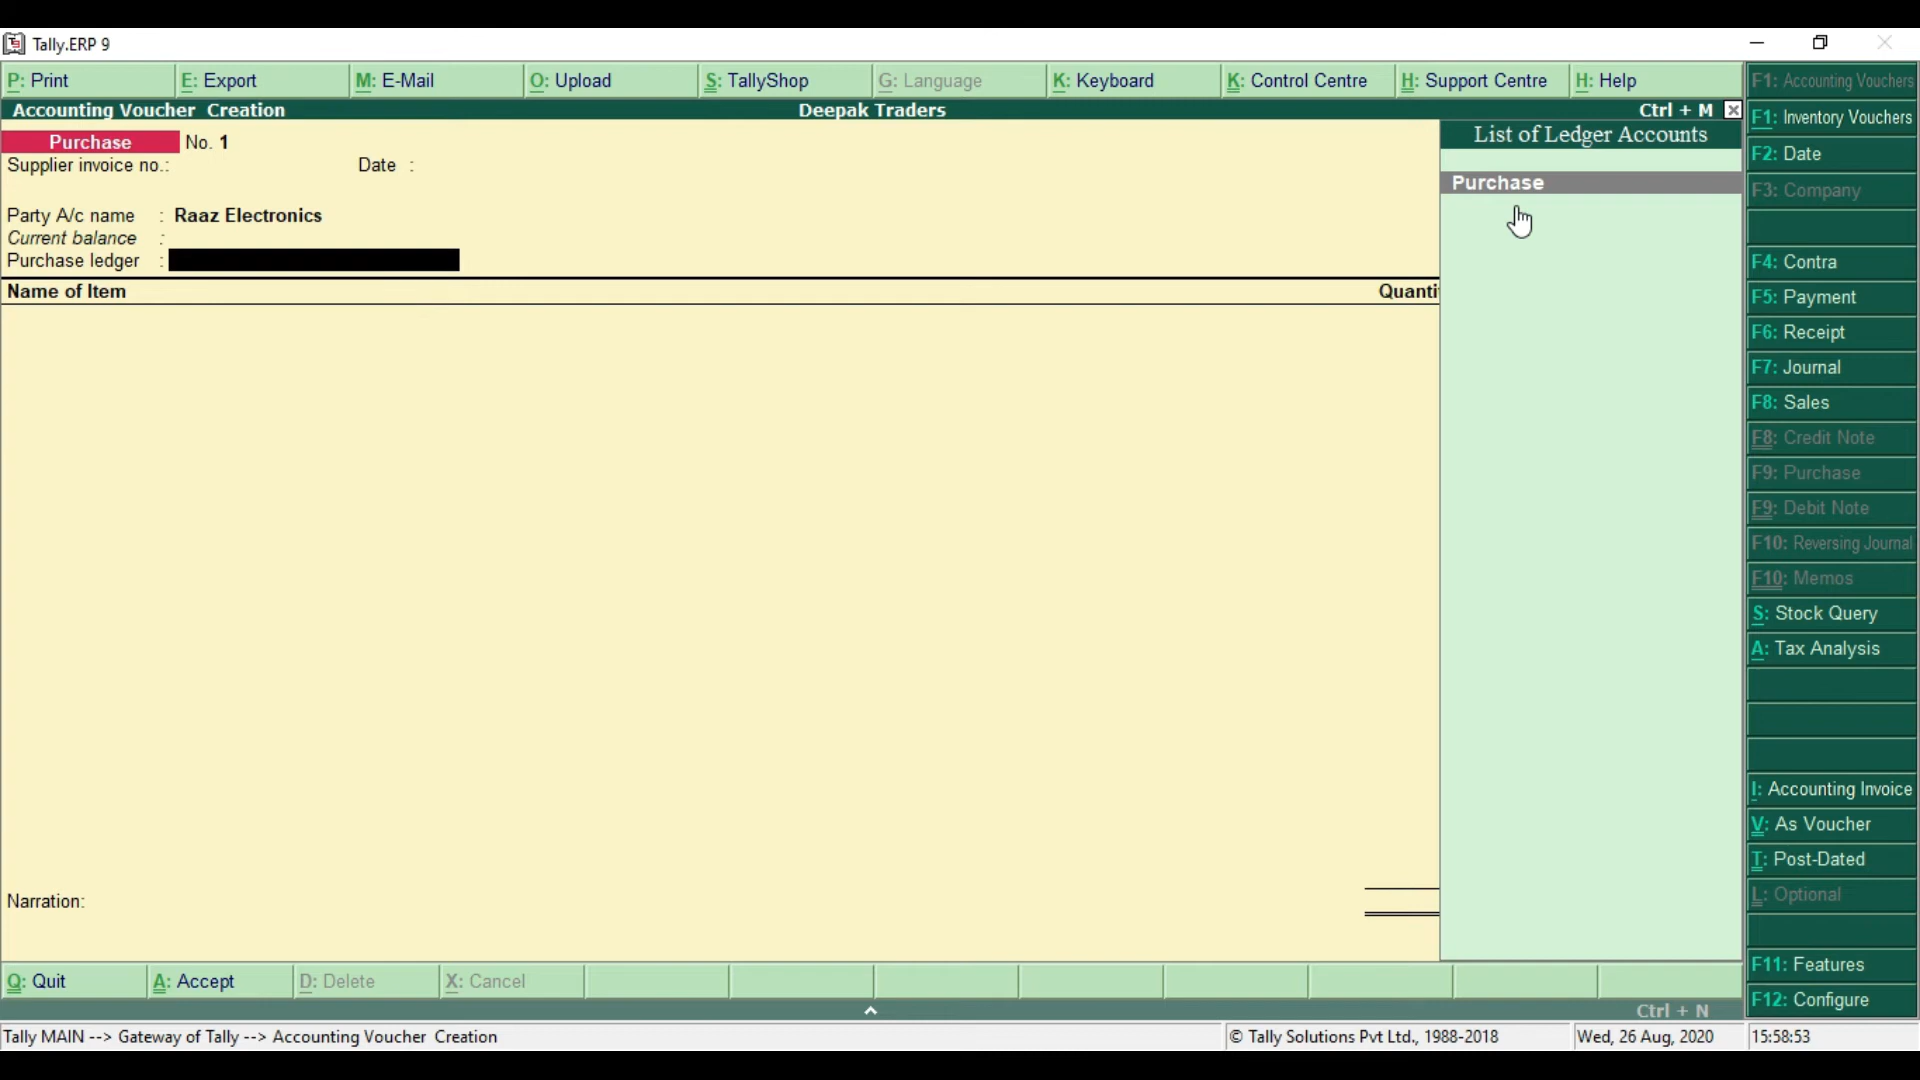 Tally.ERP 9
P: Print E: Export M: E-Mail O: Upload S: TallyShop G: Language K: Keyboard K: Control Centre H: Support Centre H: Help
Accounting Voucher Creation Deepak Traders Ctrl + M
Purchase No. 1
Supplier invoice no.: Date :
Party A/c name : Raaz Electronics
Current balance :
Purchase ledger :
Name of Item Quanti
Narration:
List of Ledger Accounts
Purchase
F1: Accounting Vouchers
F1: Inventory Vouchers
F2: Date
F3: Company
F4: Contra
F5: Payment
F6: Receipt
F7: Journal
F8: Sales
F8: Credit Note
F9: Purchase
F9: Debit Note
F10: Reversing Journal
F10: Memos
S: Stock Query
A: Tax Analysis
I: Accounting Invoice
V: As Voucher
T: Post-Dated
L: Optional
F11: Features
F12: Configure
Q: Quit A: Accept D: Delete X: Cancel
Ctrl + N
Tally MAIN --> Gateway of Tally --> Accounting Voucher Creation © Tally Solutions Pvt Ltd., 1988-2018 Wed, 26 Aug, 2020 15:58:53